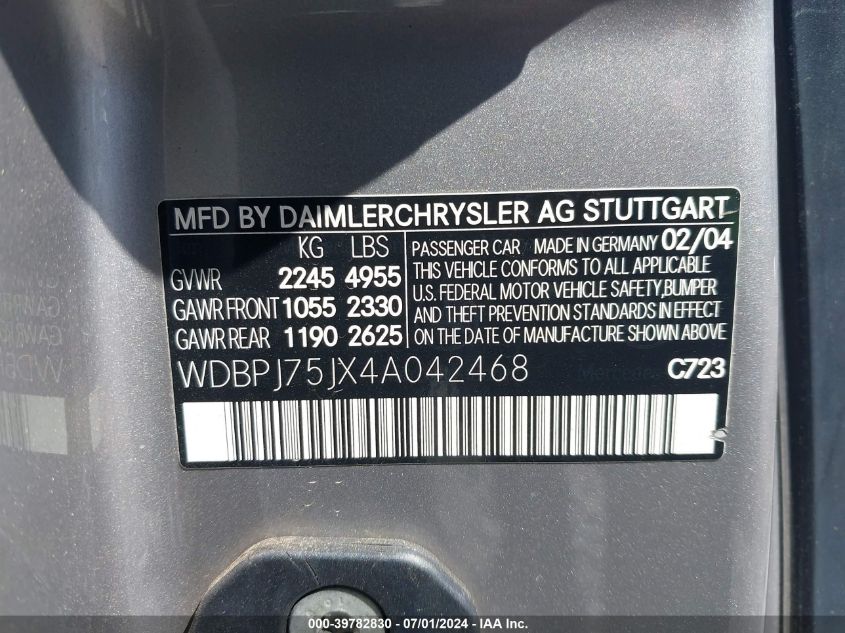 MFD BY DAIMLERCHRYSLER AG STUTTGART
KG LBS
GVWR 2245 4955
GAWR FRONT 1055 2330
GAWR REAR 1190 2625
PASSENGER CAR MADE IN GERMANY 02/04
THIS VEHICLE CONFORMS TO ALL APPLICABLE
U.S. FEDERAL MOTOR VEHICLE SAFETY,BUMPER
AND THEFT PREVENTION STANDARDS IN EFFECT
ON THE DATE OF MANUFACTURE SHOWN ABOVE
WDBPJ75JX4A042468 C723
000-39782830 - 07/01/2024 - IAA Inc.